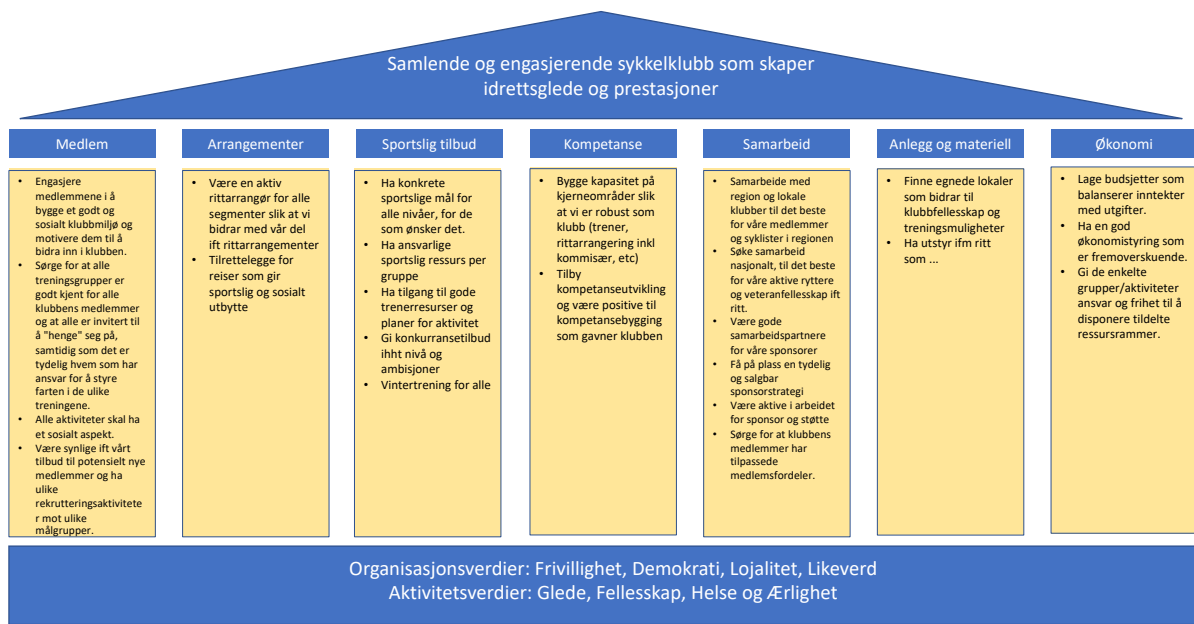 Samlende og engasjerende sykkelklubb som skaper
idrettsglede og prestasjoner
Medlem
• Engasjere
medlemmene i å
bygge et godt og
sosialt klubbmiljø og
motivere dem til å
bidra inn i klubben.
• Sørge for at alle
treningsgrupper er
godt kjent for alle
klubbens medlemmer
og at alle er invitert til
å "henge" seg på,
samtidig som det er
tydelig hvem som har
ansvar for å styre
farten i de ulike
treningene.
• Alle aktiviteter skal ha
et sosialt aspekt.
• Være synlige ift vårt
tilbud til potensielt nye
medlemmer og ha
ulike
rekrutteringsaktivitete
r mot ulike
målgrupper.
Arrangementer
• Være en aktiv
rittarrangør for alle
segmenter slik at vi
bidrar med vår del
ift rittarrangementer
• Tilrettelegge for
reiser som gir
sportslig og sosialt
utbytte
Sportslig tilbud
• Ha konkrete
sportslige mål for
alle nivåer, for de
som ønsker det.
• Ha ansvarlige
sportslig ressurs per
gruppe
• Ha tilgang til gode
trenerresurser og
planer for aktivitet
• Gi konkurransetilbud
ihht nivå og
ambisjoner
• Vintertrening for alle
Kompetanse
• Bygge kapasitet på
kjerneområder slik
at vi er robust som
klubb (trener,
rittarrangering inkl
kommisær, etc)
• Tilby
kompetanseutvikling
og være positive til
kompetansebygging
som gavner klubben
Samarbeid
• Samarbeide med
region og lokale
klubber til det beste
for våre medlemmer
og syklister i regionen
• Søke samarbeid
nasjonalt, til det beste
for våre aktive ryttere
og veteranfellesskap ift
ritt.
• Være gode
samarbeidspartnere
for våre sponsorer
• Få på plass en tydelig
og salgbar
sponsorstrategi
• Være aktive i arbeidet
for sponsor og støtte
• Sørge for at klubbens
medlemmer har
tilpassede
medlemsfordeler.
Anlegg og materiell
• Finne egnede lokaler
som bidrar til
klubbfellesskap og
treningsmuligheter
• Ha utstyr ifm ritt
som ...
Økonomi
• Lage budsjetter som
balanserer inntekter
med utgifter.
• Ha en god
økonomistyring som
er fremoverskuende.
• Gi de enkelte
grupper/aktiviteter
ansvar og frihet til å
disponere tildelte
ressursrammer.
Organisasjonsverdier: Frivillighet, Demokrati, Lojalitet, Likeverd
Aktivitetsverdier: Glede, Fellesskap, Helse og Ærlighet